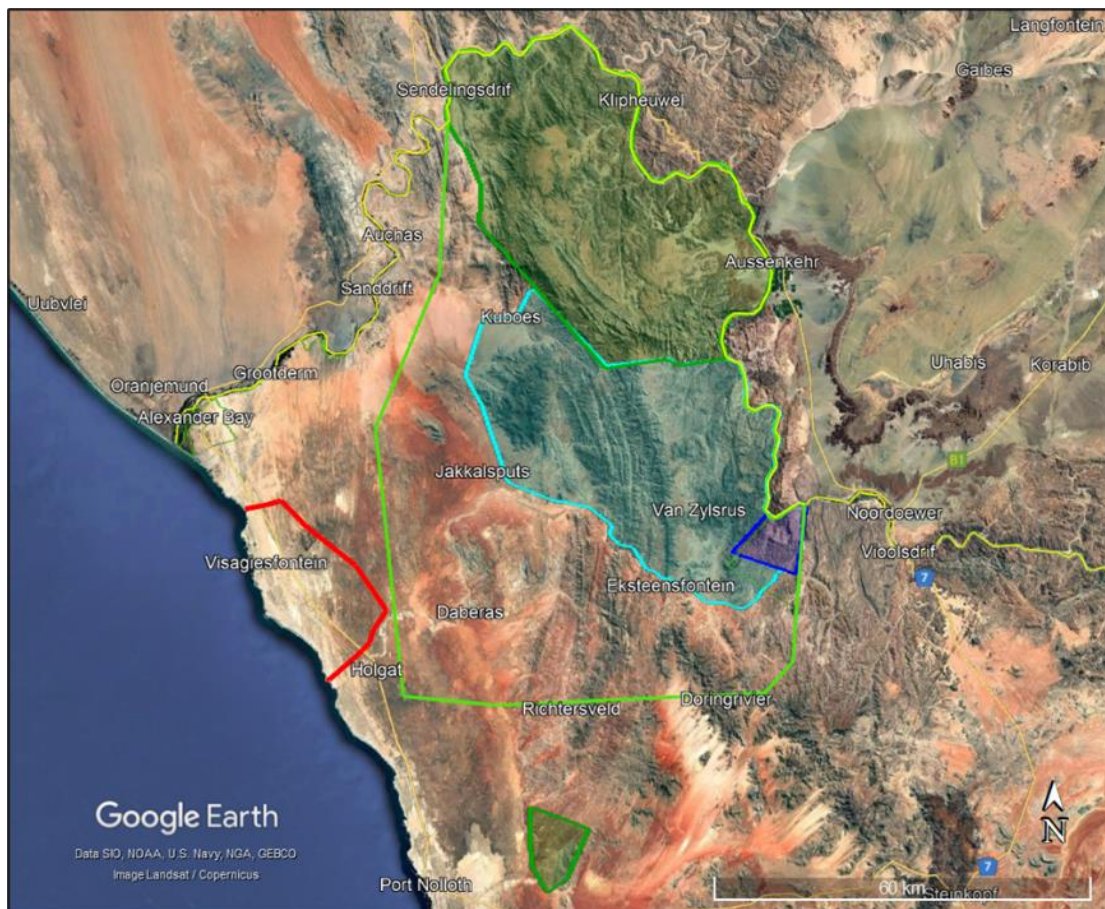 Langfontein
Gaibes
Sendelingsdrif
Klipheuwel
Auchas
Aussenkehr
Sanddrift
Uubvlei
Kuboes
Uhabis
Korabib
Grootderm
Oranjemund
Alexander Bay
B1
Jakkalsputs
Van Zylsrus
Noordoewer
Vioolsdrif
Visagiesfontein
Eksteensfontein
7
Daberas
Holgat
Doringrivier
Richtersveld
Google Earth
N
Data SIO, NOAA, U.S. Navy, NGA, GEBCO
Image Landsat / Copernicus
7
Port Nolloth
60 km
Steinkopf